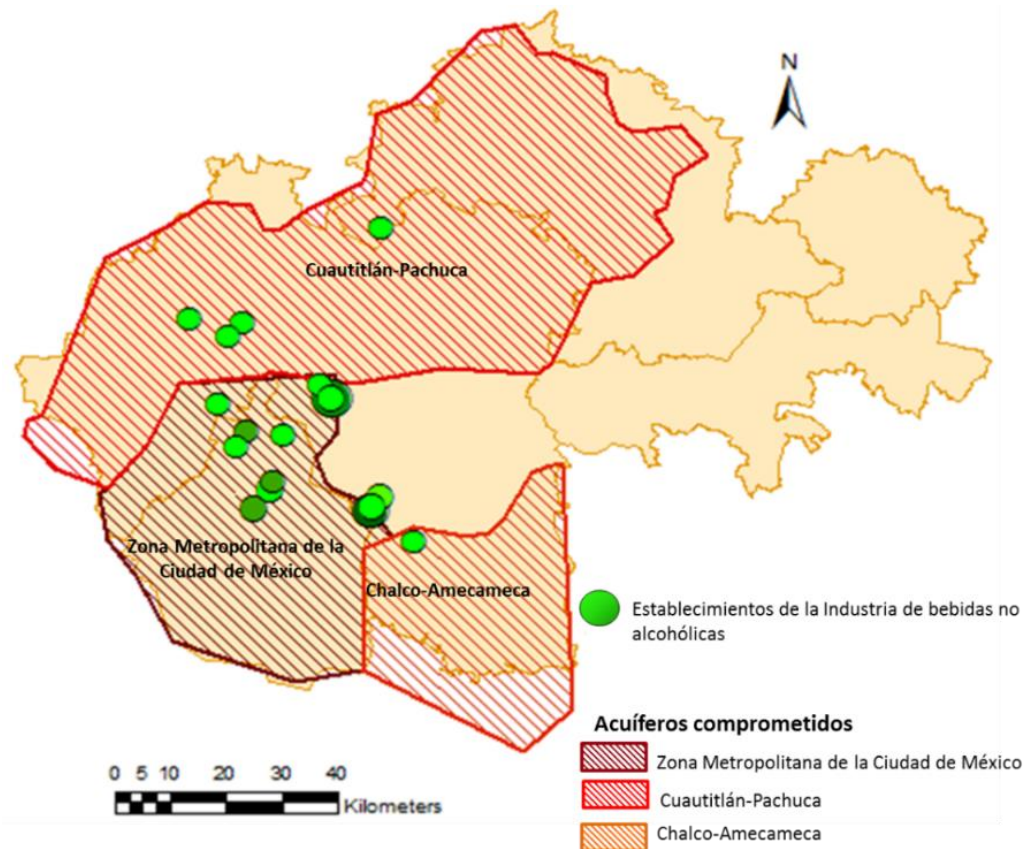 N
Cuautitlán-Pachuca
Zona Metropolitana de la
Ciudad de México
Chalco-Amecameca
Establecimientos de la Industria de bebidas no
alcohólicas
Acuíferos comprometidos
Zona Metropolitana de la Ciudad de México
Cuautitlán-Pachuca
Chalco-Amecameca
0 5 10 20 30 40
Kilometers